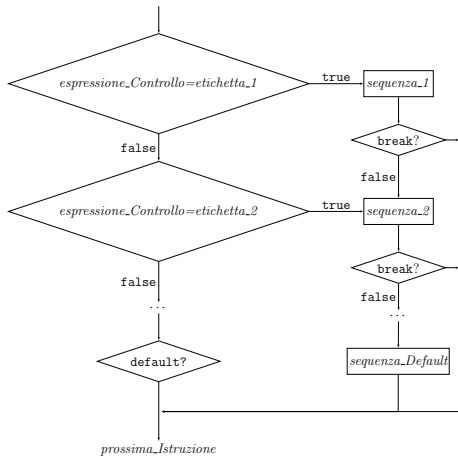 espressione_Controllo=etichetta_1
true
sequenza_1
break?
false
false
espressione_Controllo=etichetta_2
true
sequenza_2
break?
false
false
...
...
default?
sequenza_Default
prossima_Istruzione